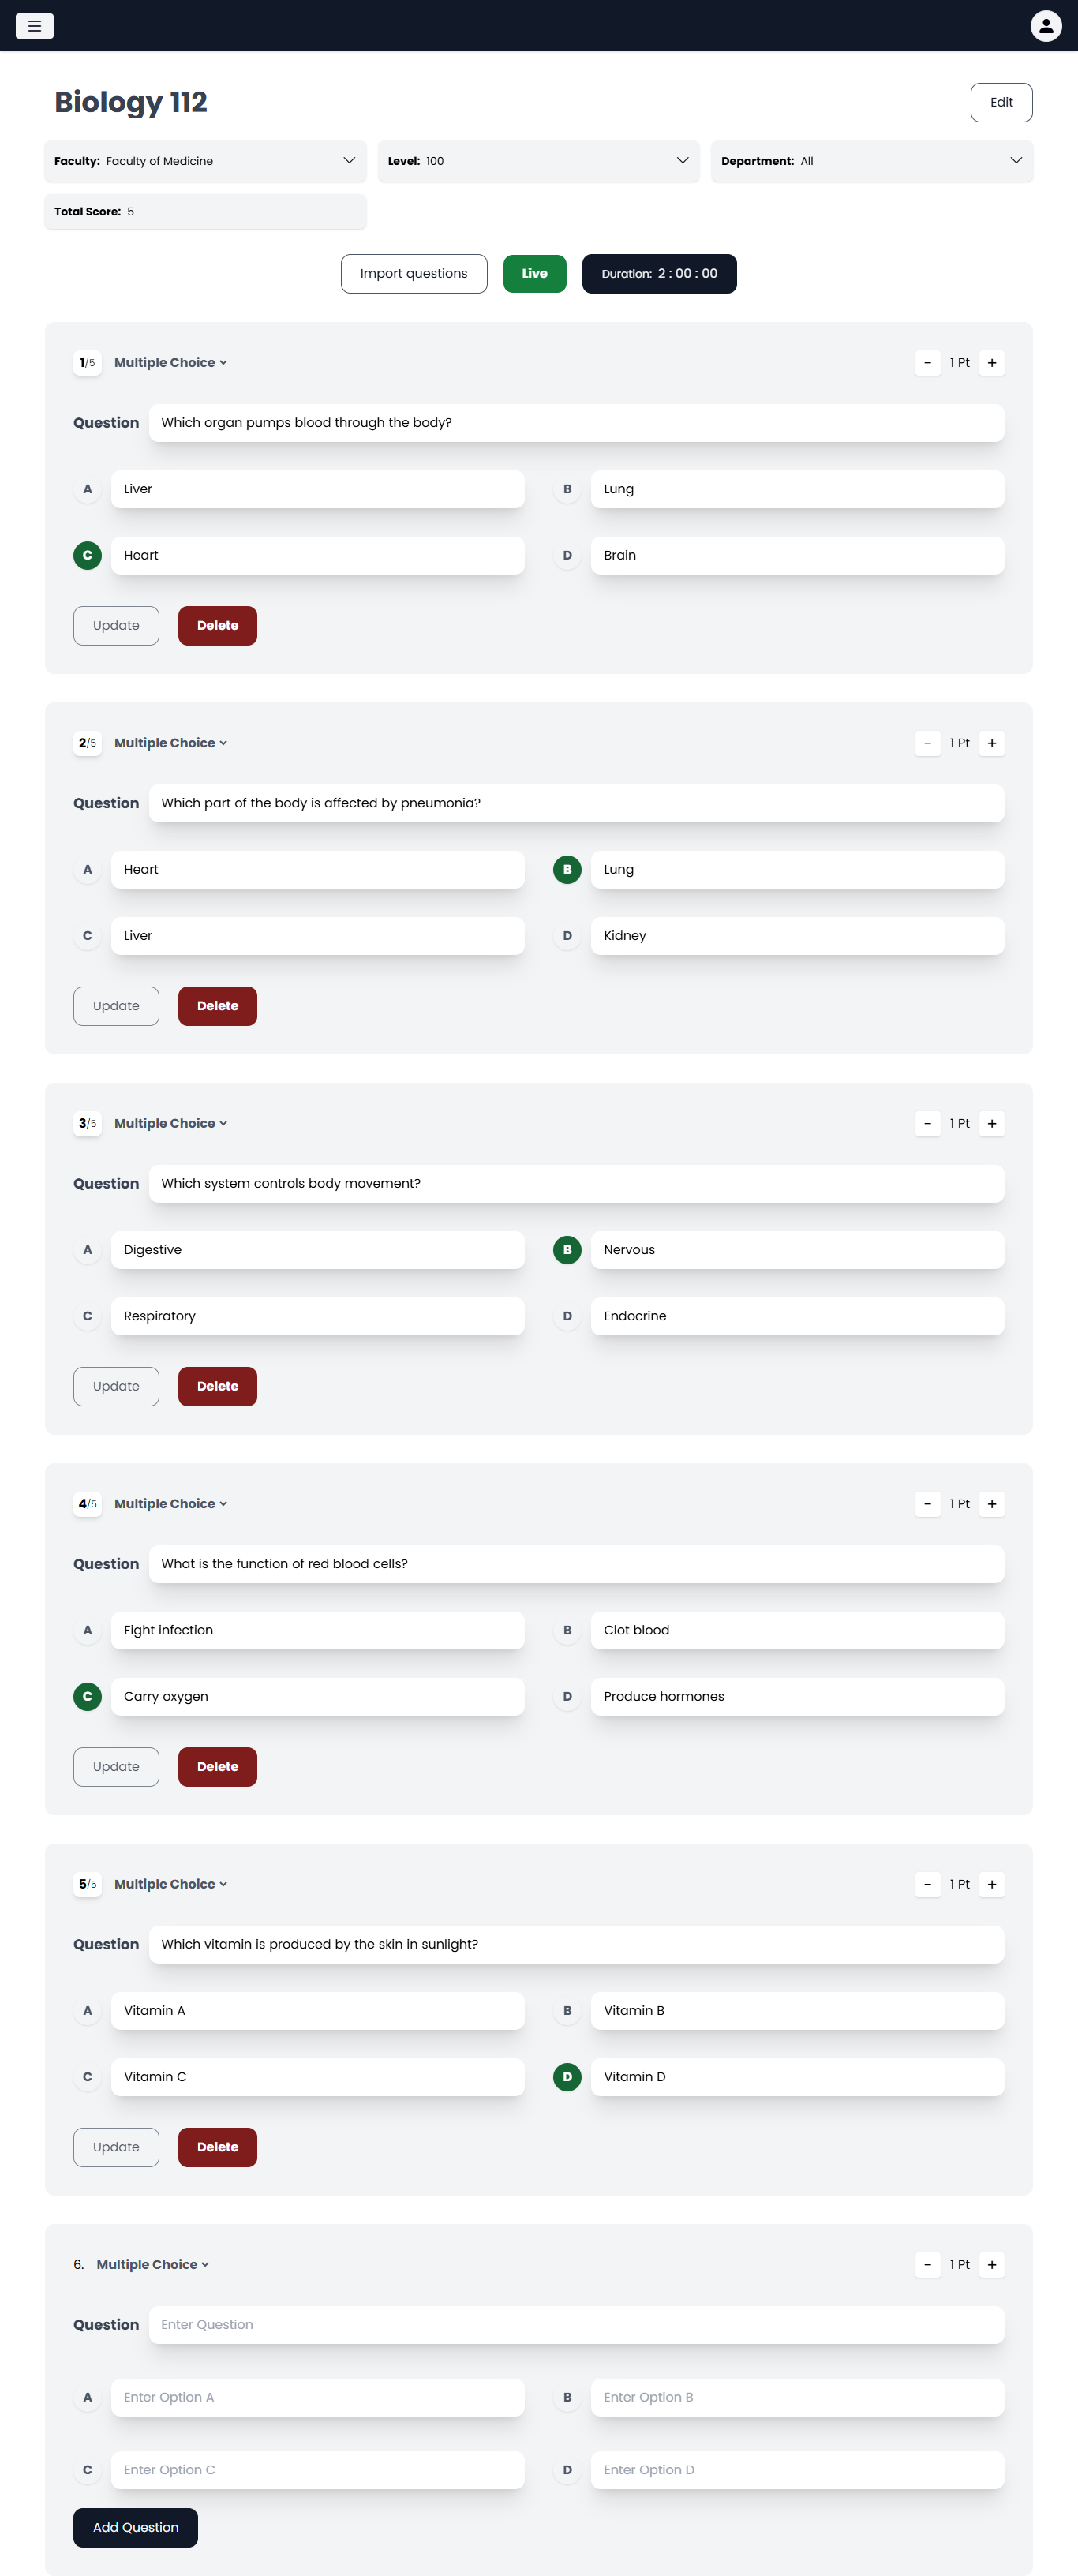 Biology 112
Edit
Faculty: Faculty of Medicine
Level: 100
Department: All
Total Score: 5
Import questions
Live
Duration: 2 : 00 : 00
1/5 Multiple Choice
- 1 Pt +
Question Which organ pumps blood through the body?
A Liver
B Lung
C Heart
D Brain
Update
Delete
2/5 Multiple Choice
- 1 Pt +
Question Which part of the body is affected by pneumonia?
A Heart
B Lung
C Liver
D Kidney
Update
Delete
3/5 Multiple Choice
- 1 Pt +
Question Which system controls body movement?
A Digestive
B Nervous
C Respiratory
D Endocrine
Update
Delete
4/5 Multiple Choice
- 1 Pt +
Question What is the function of red blood cells?
A Fight infection
B Clot blood
C Carry oxygen
D Produce hormones
Update
Delete
5/5 Multiple Choice
- 1 Pt +
Question Which vitamin is produced by the skin in sunlight?
A Vitamin A
B Vitamin B
C Vitamin C
D Vitamin D
Update
Delete
6. Multiple Choice
- 1 Pt +
Question Enter Question
A Enter Option A
B Enter Option B
C Enter Option C
D Enter Option D
Add Question